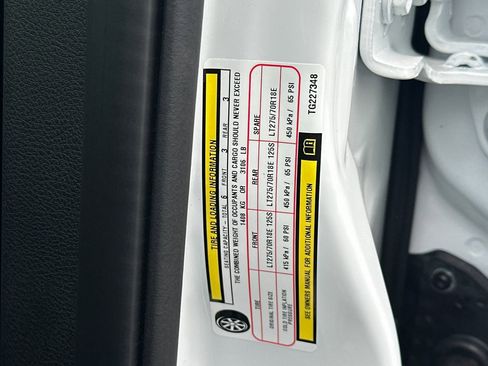 TIRE AND LOADING INFORMATION
SEATING CAPACITY - TOTAL 6 FRONT 3 REAR 3
THE COMBINED WEIGHT OF OCCUPANTS AND CARGO SHOULD NEVER EXCEED
1408 KG OR 3106 LB
TIRE FRONT REAR SPARE
ORIGINAL TIRE SIZE LT275/70R18E 125S LT275/70R18E 125S LT275/70R18E
COLD TIRE INFLATION PRESSURE 415 kPa / 60 PSI 450 kPa / 65 PSI 450 kPa / 65 PSI
SEE OWNERS MANUAL FOR ADDITIONAL INFORMATION
TG227348